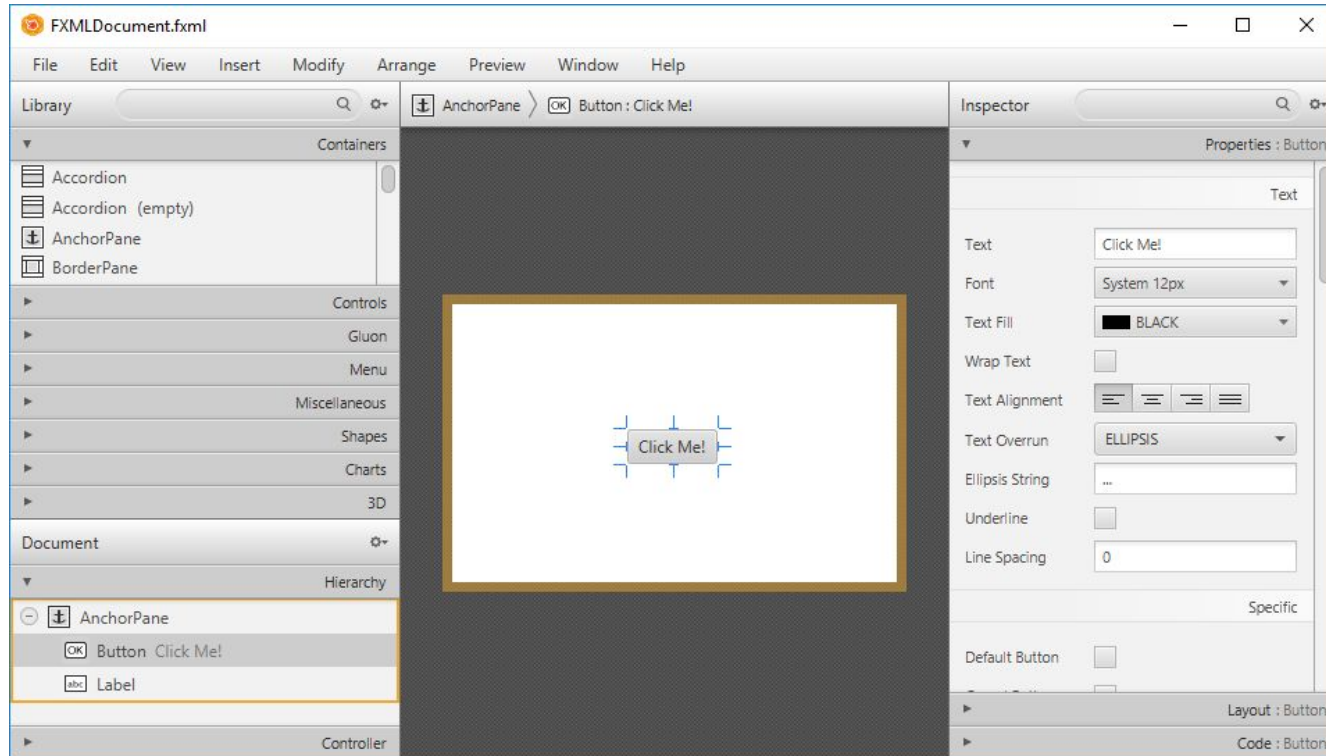 FXMLDocument.fxml
File Edit View Insert Modify Arrange Preview Window Help
Library
Containers
Accordion
Accordion (empty)
AnchorPane
BorderPane
Controls
Gluon
Menu
Miscellaneous
Shapes
Charts
3D
Document
Hierarchy
AnchorPane
OK Button Click Me!
abc Label
Controller
AnchorPane OK Button : Click Me!
Click Me!
Inspector
Properties : Button
Text
Text Click Me!
Font System 12px
Text Fill BLACK
Wrap Text
Text Alignment
Text Overrun ELLIPSIS
Ellipsis String ...
Underline
Line Spacing 0
Specific
Default Button
Layout : Button
Code : Button